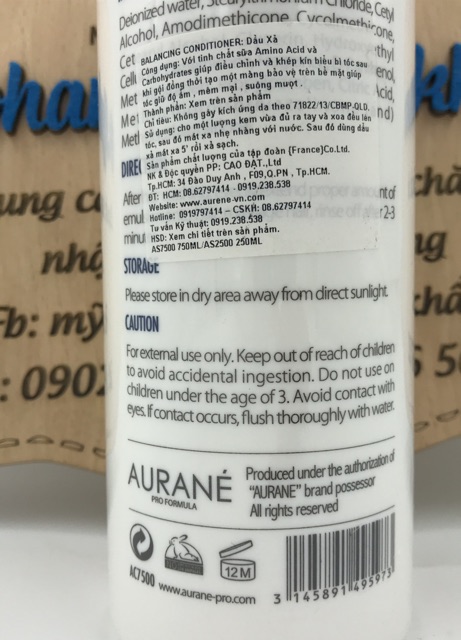 Deionized water, Stearyltrimonium Chloride, Cetyl
Alcohol, Amodimethicone, Cyclomethicone,
BALANCING CONDITIONER: Dầu Xả
Công dụng: Với tinh chất sữa Amino Acid và
Carbohydrates giúp điều chỉnh và khép kín biểu bì tóc sau
khi gội đồng thời tạo một màng bảo vệ trên bề mặt giúp
tóc giữ độ ẩm, mềm mại, suóng mượt.
Thành phần: Xem trên sản phẩm
Chỉ tiêu: Không gây kích ứng da theo 71822/13/CBMP.QLD.
Sử dụng: cho một lượng kem vừa đủ ra tay và xoa đều lên
tóc, sau đó mát xa nhẹ nhàng với nước. Sau đó dùng dầu
xả mát xa 5' rồi xả sạch.
Sản phẩm chất lượng của tập đoàn (France)Co.Ltd.
NK & Độc quyền PP: CAO ĐẠT.,Ltd
Tp.HCM: 34 Đào Duy Anh , F09,Q.PN , Tp.HCM.
ĐT: HCM: 08.62797414 - 0919.238.538
Website: www.aurene-vn.com
Hotline: 0919797414 – CSKH: 08.62797414
Tư vấn Kỹ thuật: 0919.238.538
HSD: Xem chi tiết trên sản phẩm.
AS7500 750ML/AS2500 250ML
STORAGE
Please store in dry area away from direct sunlight.
CAUTION
For external use only. Keep out of reach of children
to avoid accidental ingestion. Do not use on
children under the age of 3. Avoid contact with
eyes. If contact occurs, flush thoroughly with water.
AURANÉ
PRO FORMULA
Produced under the authorization of
"AURANE" brand possessor
All rights reserved
12M
AC7500 www.aurane-pro.com
3 145891 495973